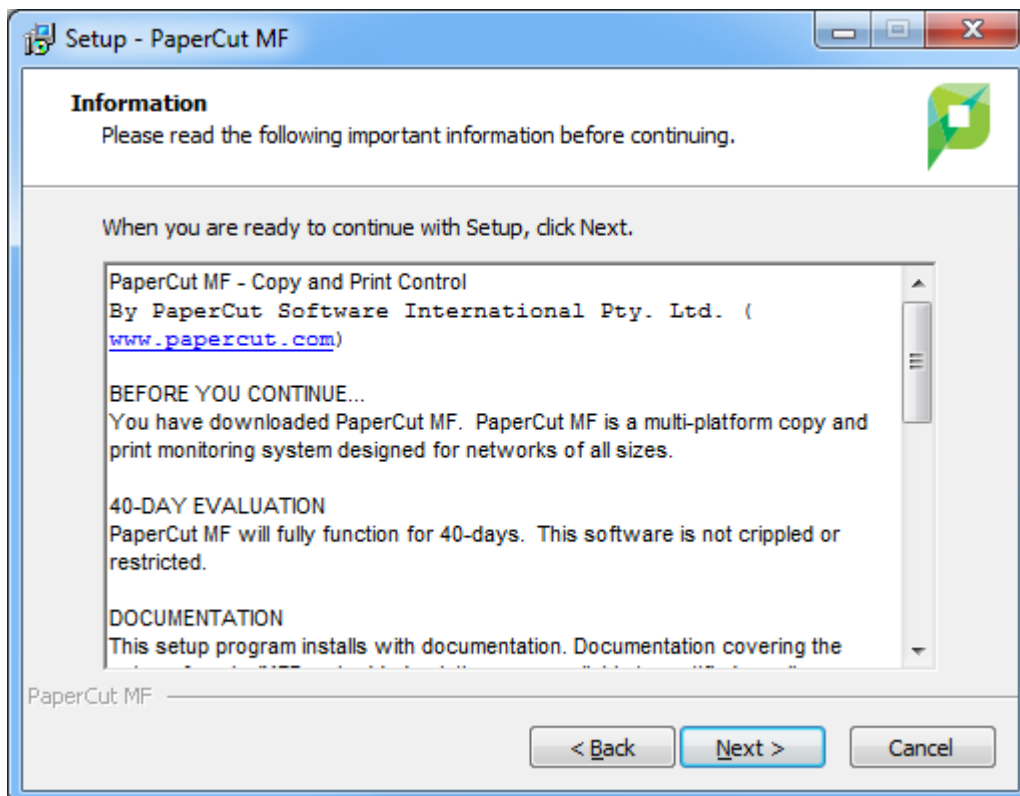 Setup - PaperCut MF
Information
Please read the following important information before continuing.
When you are ready to continue with Setup, click Next.
PaperCut MF - Copy and Print Control
By PaperCut Software International Pty. Ltd. (
www.papercut.com)
BEFORE YOU CONTINUE...
You have downloaded PaperCut MF.  PaperCut MF is a multi-platform copy and
print monitoring system designed for networks of all sizes.
40-DAY EVALUATION
PaperCut MF will fully function for 40-days.  This software is not crippled or
restricted.
DOCUMENTATION
This setup program installs with documentation. Documentation covering the
PaperCut MF
< Back
Next >
Cancel